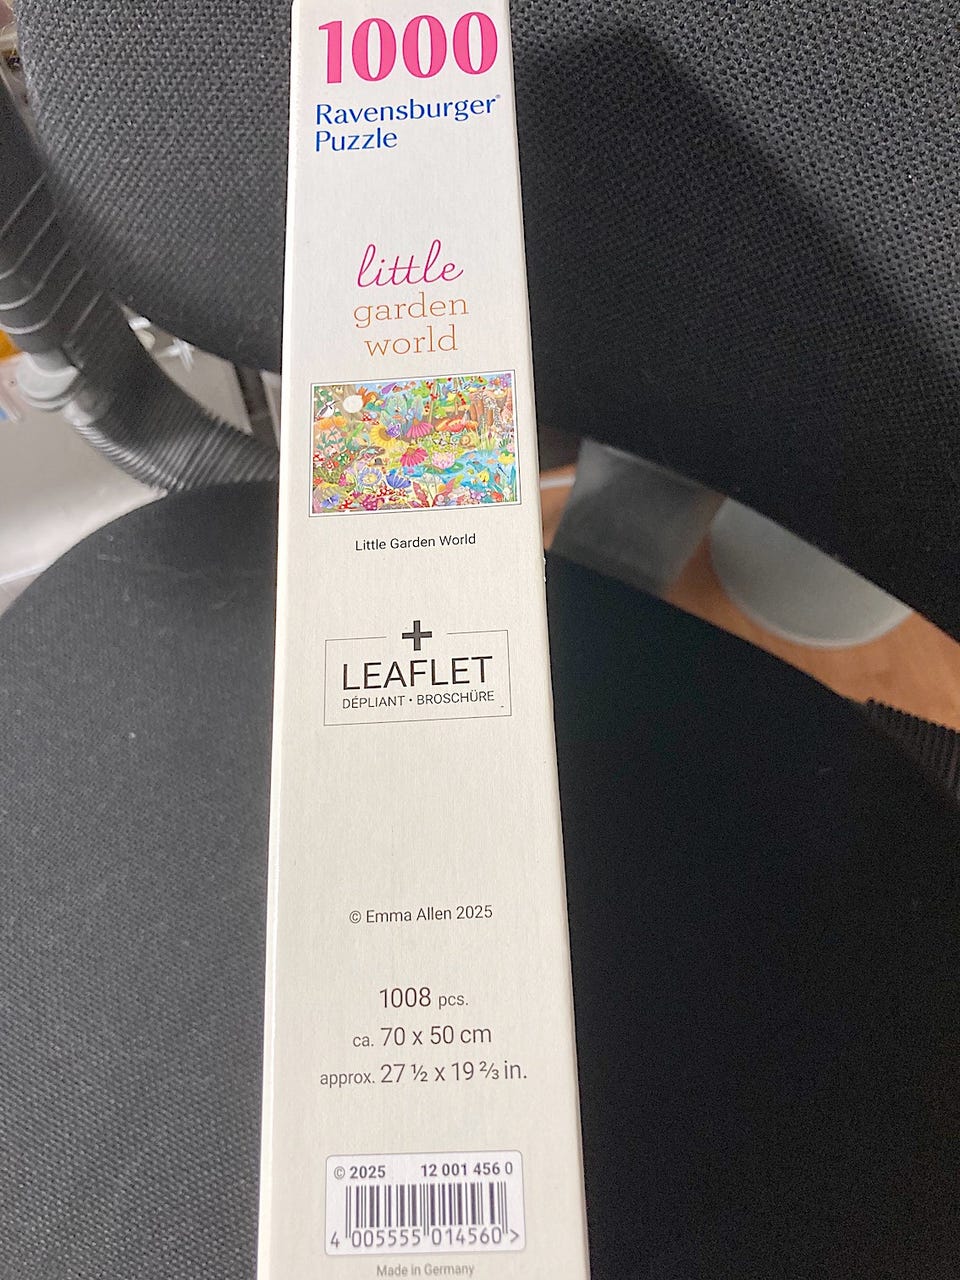 1000
Ravensburger®
Puzzle
little
garden
world
Little Garden World
+
LEAFLET
DÉPLIANT • BROSCHÜRE
© Emma Allen 2025
1008 pcs.
ca. 70 x 50 cm
approx. 27 ½ x 19 ⅔ in.
© 2025 12 001 456 0
4 005555 014560 >
Made in Germany